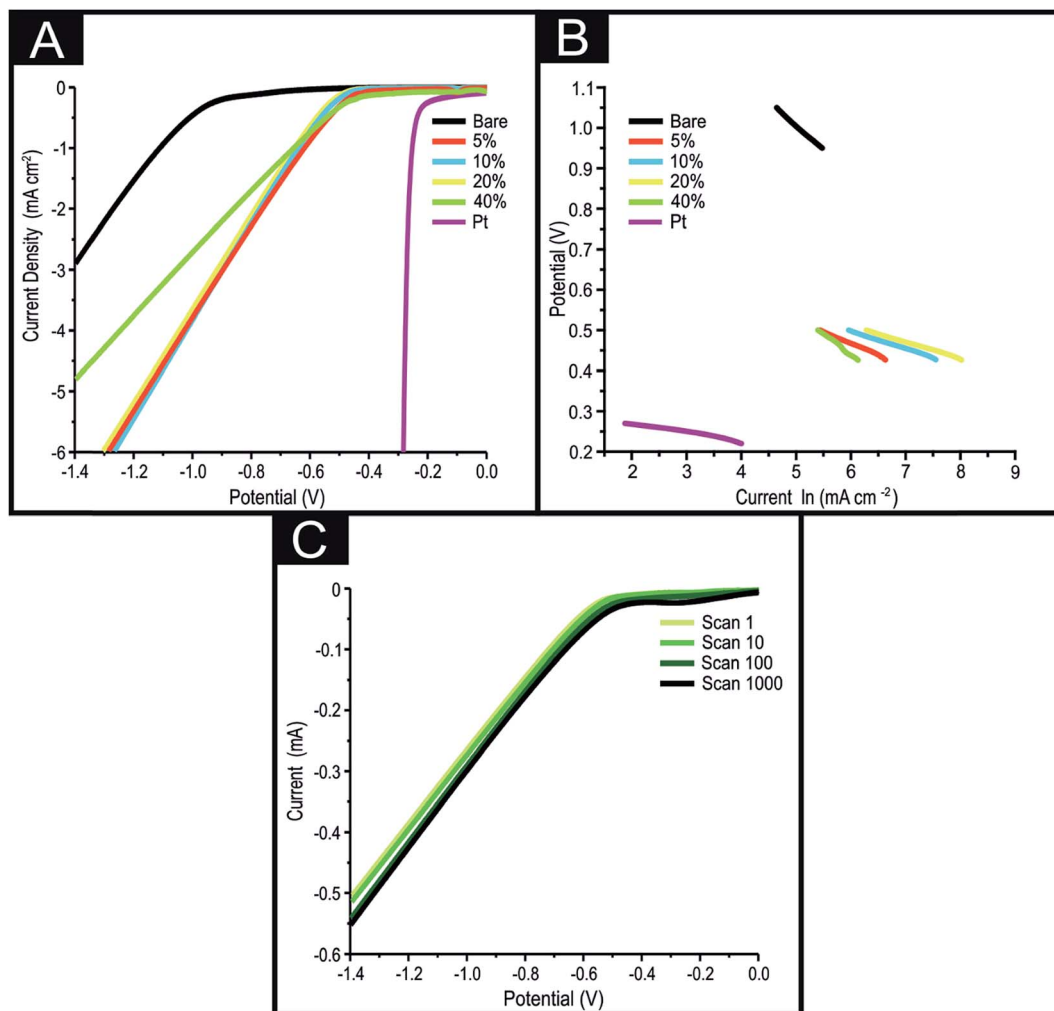 A
Current Density (mA cm²)
0
-1
-2
-3
-4
-5
-6
-1.4 -1.2 -1.0 -0.8 -0.6 -0.4 -0.2 0.0
Potential (V)
Bare
5%
10%
20%
40%
Pt
B
Potential (V)
1.1
1.0
0.9
0.8
0.7
0.6
0.5
0.4
0.3
0.2
2 3 4 5 6 7 8 9
Current ln (mA cm ⁻²)
Bare
5%
10%
20%
40%
Pt
C
Current (mA)
0
-0.1
-0.2
-0.3
-0.4
-0.5
-0.6
-1.4 -1.2 -1.0 -0.8 -0.6 -0.4 -0.2 0.0
Potential (V)
Scan 1
Scan 10
Scan 100
Scan 1000